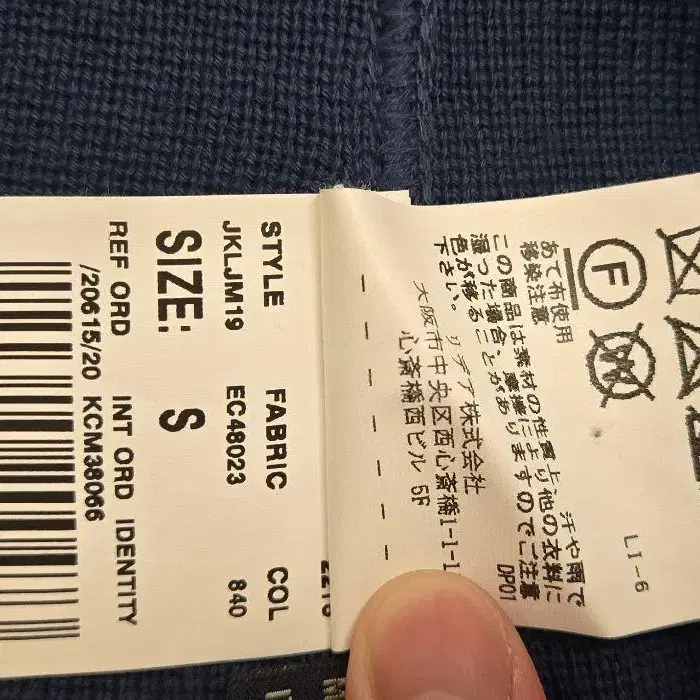 STYLE FABRIC COL
JKLJM19 EC48023 840
SIZE: S
REF ORD INT ORD IDENTITY
/20615/20 KCM38066
F
W
LI-6
あて布使用
移染注意
この商品は素材の性質上、汗や雨で
湿った場合、摩擦により他の衣料に
色が移ることがありますのでご注意
下さい。
DP01
リデア株式会社
大阪市中央区西心斎橋1-1-1
心斎橋西ビル 5F